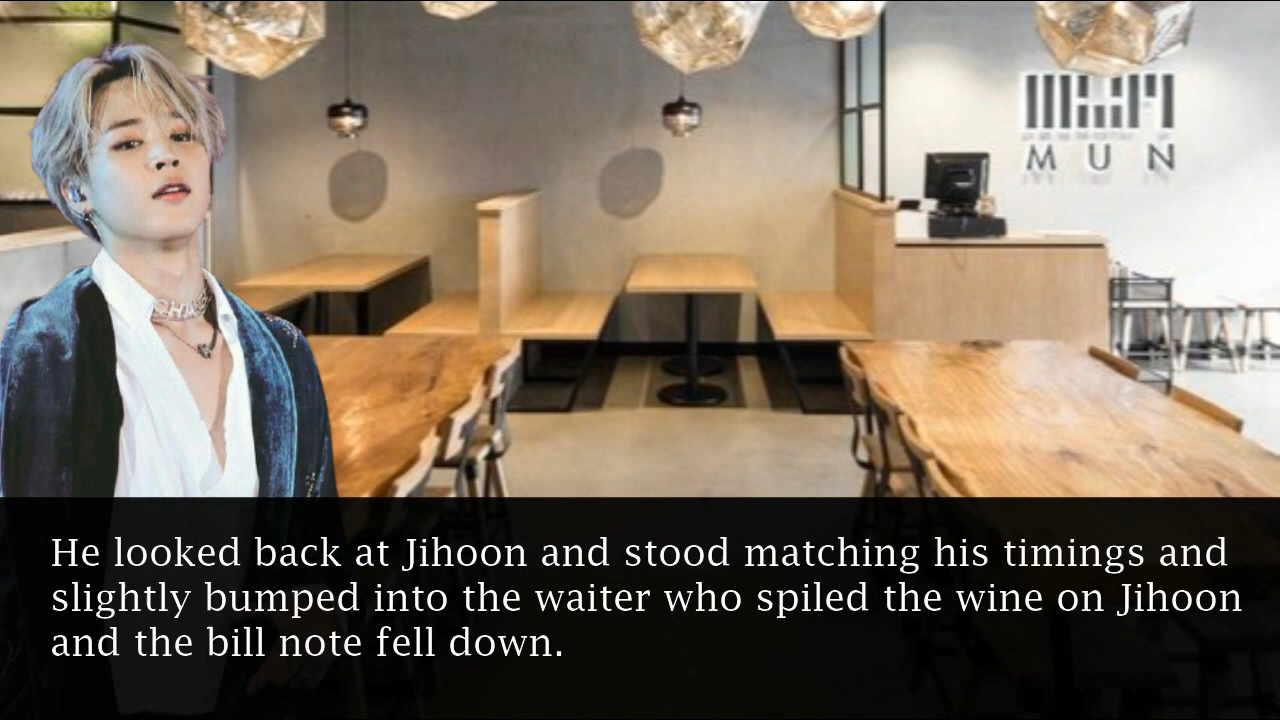 MUN
He looked back at Jihoon and stood matching his timings and
slightly bumped into the waiter who spiled the wine on Jihoon
and the bill note fell down.